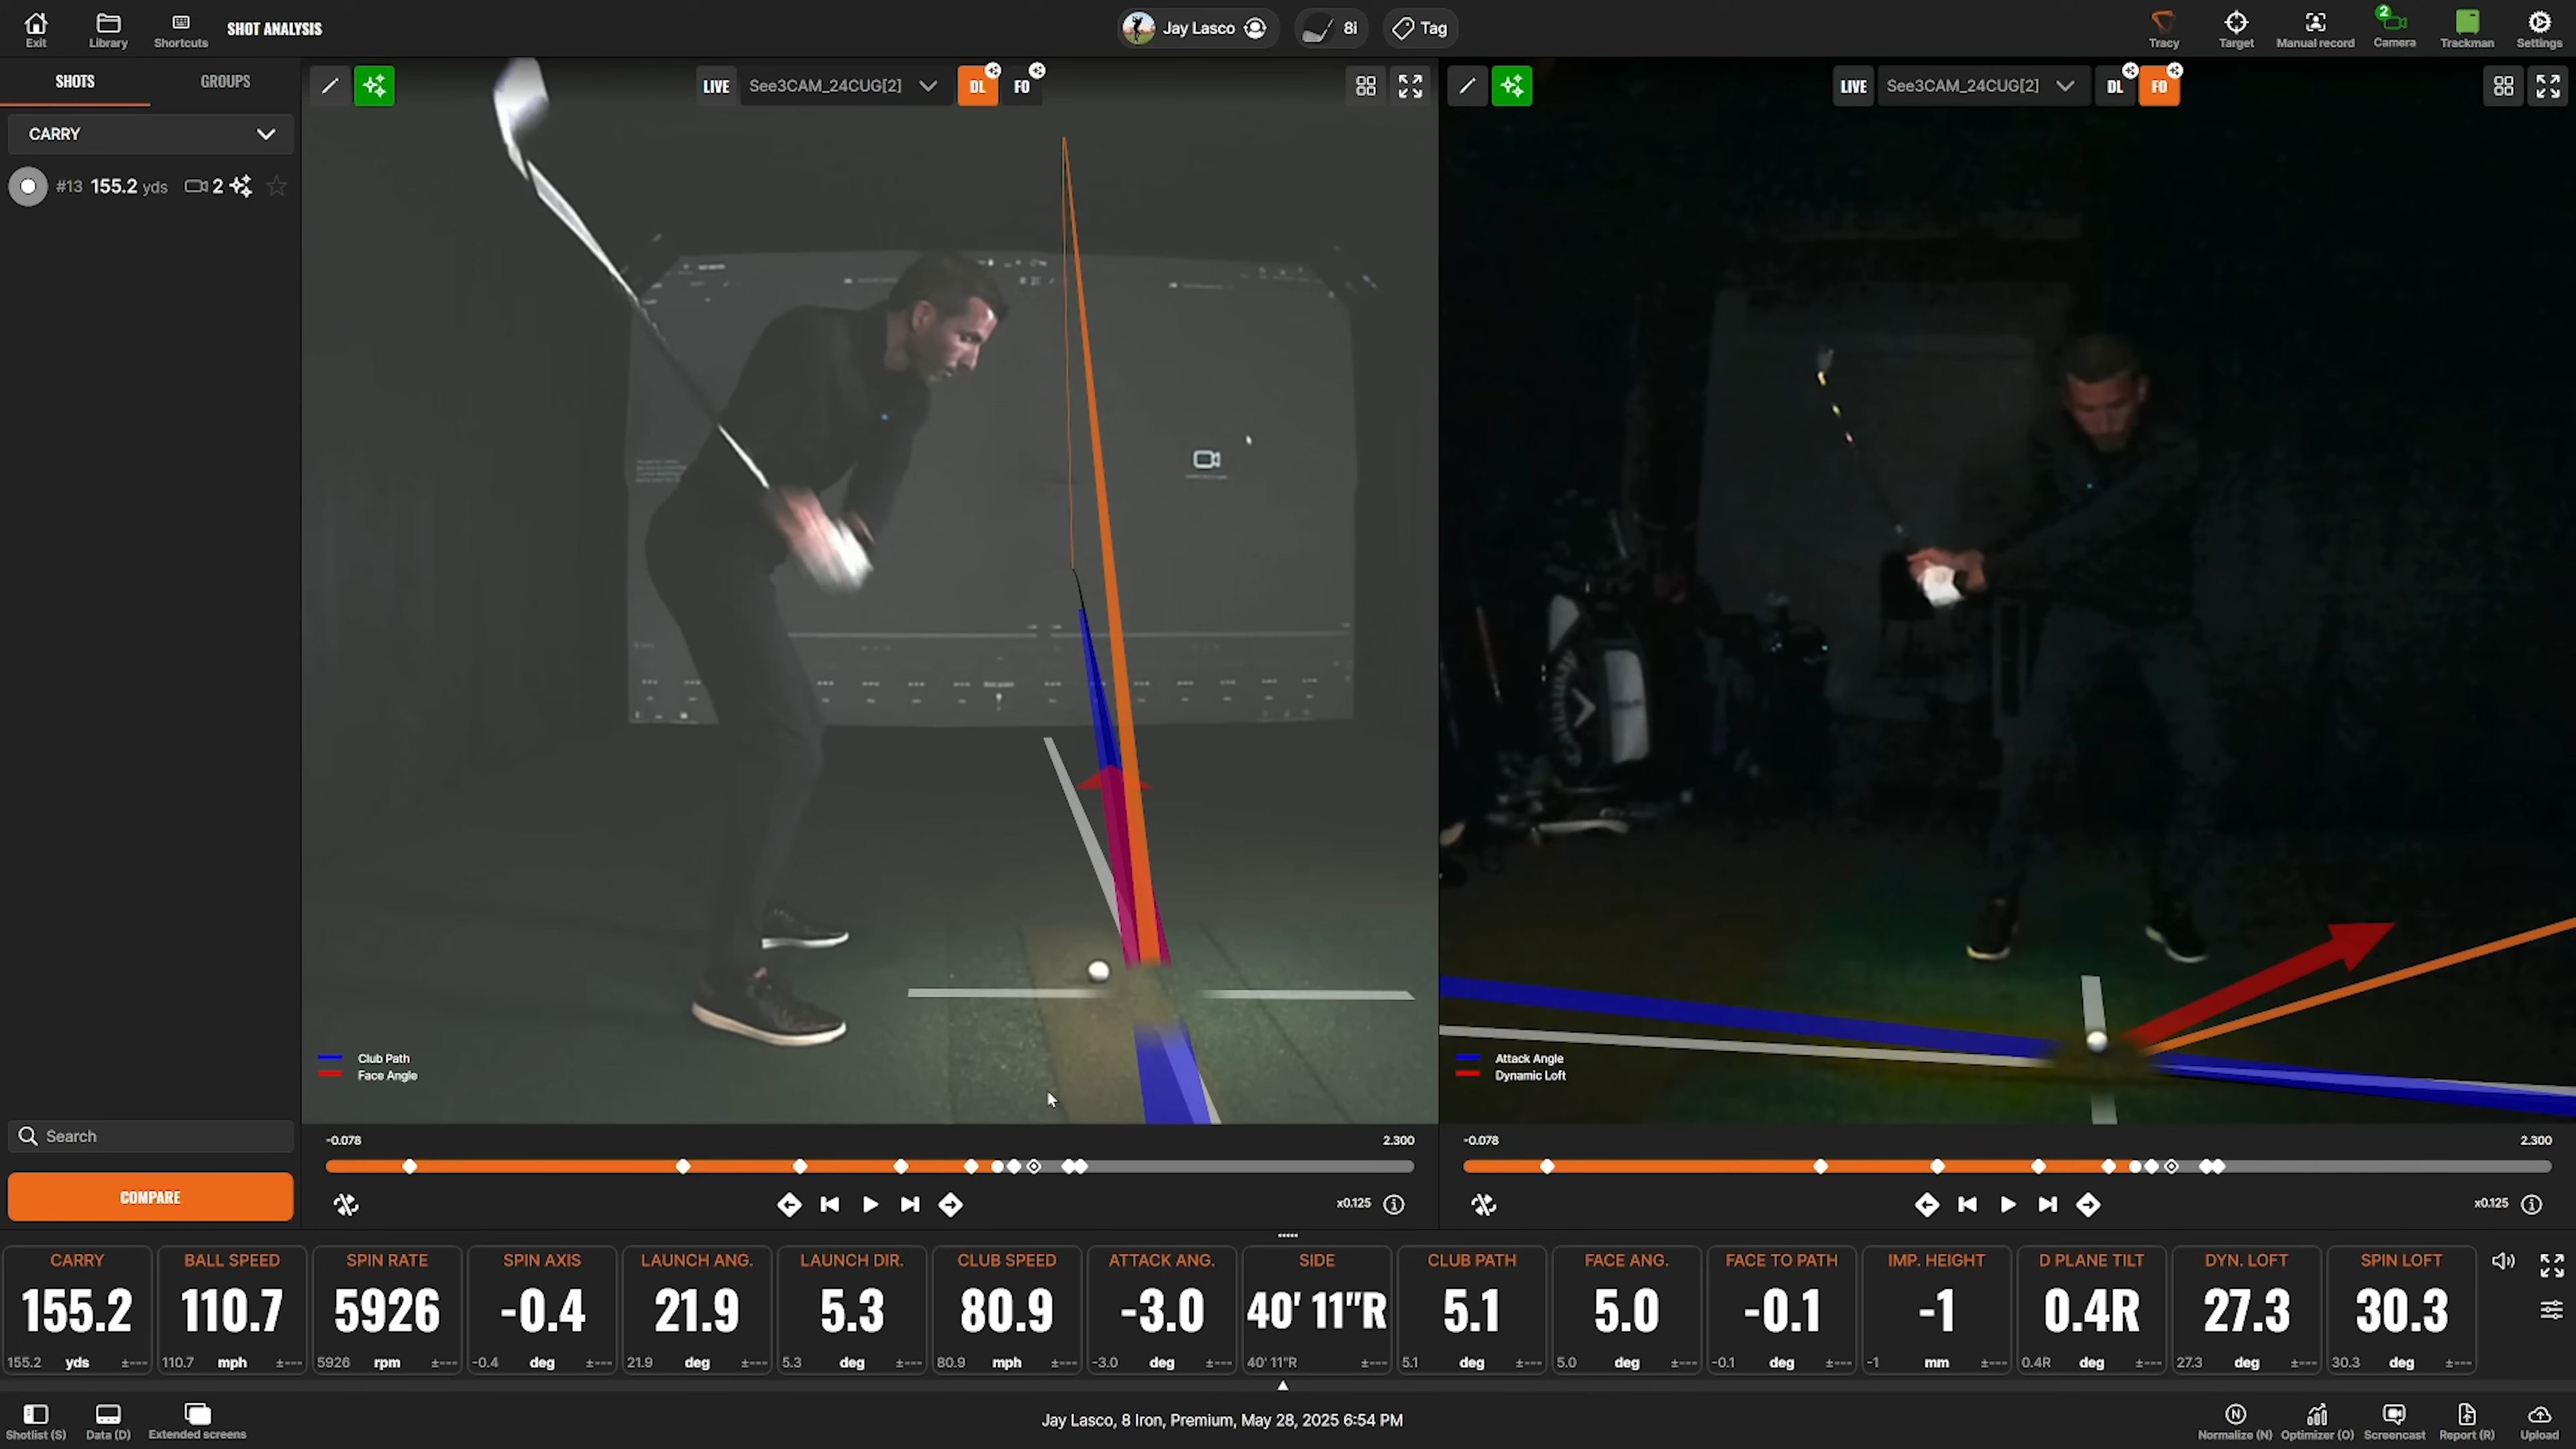 Exit
Library
Shortcuts
SHOT ANALYSIS
Jay Lasco
8i
Tag
Tracy
Target
Manual record
2
Camera
Trackman
Settings
SHOTS
GROUPS
CARRY
#13 155.2 yds 2
Search
COMPARE
LIVE
See3CAM_24CUG[2]
DL
FO
Club Path
Face Angle
-0.078
2.300
x0.125
LIVE
See3CAM_24CUG[2]
DL
FO
Attack Angle
Dynamic Loft
-0.078
2.300
x0.125
CARRY
155.2
155.2 yds ±---
BALL SPEED
110.7
110.7 mph ±---
SPIN RATE
5926
5926 rpm ±---
SPIN AXIS
-0.4
-0.4 deg ±---
LAUNCH ANG.
21.9
21.9 deg ±---
LAUNCH DIR.
5.3
5.3 deg ±---
CLUB SPEED
80.9
80.9 mph ±---
ATTACK ANG.
-3.0
-3.0 deg ±---
SIDE
40' 11"R
40' 11"R ±---
CLUB PATH
5.1
5.1 deg ±---
FACE ANG.
5.0
5.0 deg ±---
FACE TO PATH
-0.1
-0.1 deg ±---
IMP. HEIGHT
-1
-1 mm ±---
D PLANE TILT
0.4R
0.4R deg ±---
DYN. LOFT
27.3
27.3 deg ±---
SPIN LOFT
30.3
30.3 deg ±---
Shotlist (S)
Data (D)
Extended screens
Jay Lasco, 8 Iron, Premium, May 28, 2025 6:54 PM
N
Normalize (N)
Optimizer (O)
Screencast
Report (R)
Upload